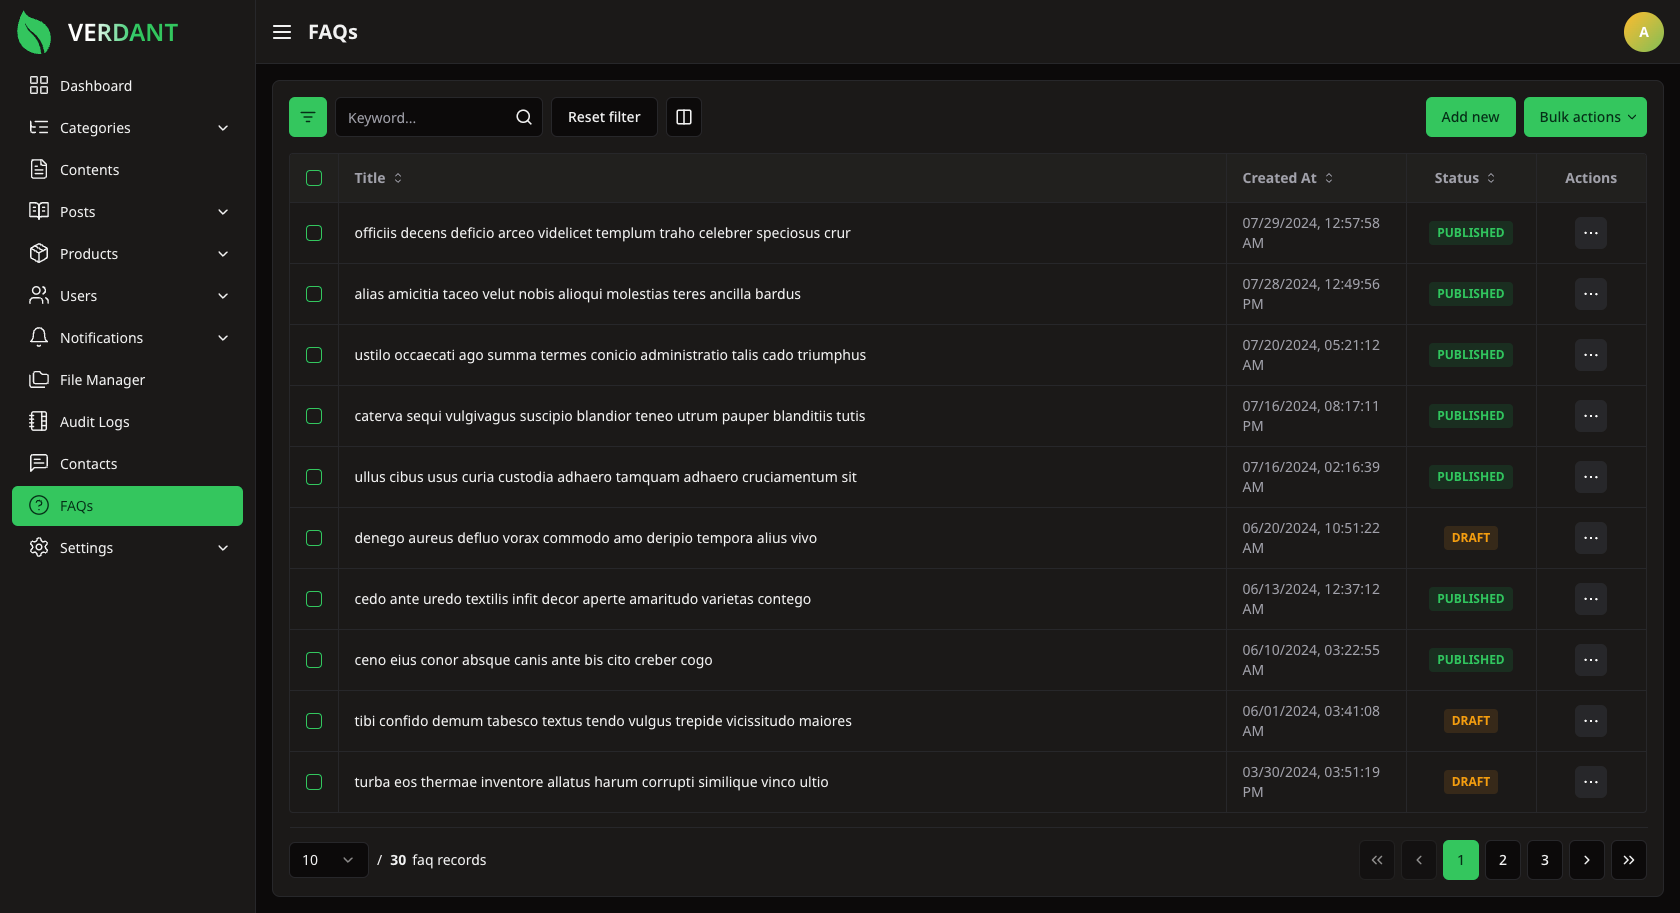 VERDANT
FAQs
A
Dashboard
Categories
Contents
Posts
Products
Users
Notifications
File Manager
Audit Logs
Contacts
FAQs
Settings
Keyword...
Reset filter
Add new
Bulk actions
Title
Created At
Status
Actions
officiis decens deficio arceo videlicet templum traho celebrer speciosus crur
07/29/2024, 12:57:58
AM
PUBLISHED
alias amicitia taceo velut nobis alioqui molestias teres ancilla bardus
07/28/2024, 12:49:56
PM
PUBLISHED
ustilo occaecati ago summa termes conicio administratio talis cado triumphus
07/20/2024, 05:21:12
AM
PUBLISHED
caterva sequi vulgivagus suscipio blandior teneo utrum pauper blanditiis tutis
07/16/2024, 08:17:11
PM
PUBLISHED
ullus cibus usus curia custodia adhaero tamquam adhaero cruciamentum sit
07/16/2024, 02:16:39
AM
PUBLISHED
denego aureus defluo vorax commodo amo deripio tempora alius vivo
06/20/2024, 10:51:22
AM
DRAFT
cedo ante uredo textilis infit decor aperte amaritudo varietas contego
06/13/2024, 12:37:12
AM
PUBLISHED
ceno eius conor absque canis ante bis cito creber cogo
06/10/2024, 03:22:55
AM
PUBLISHED
tibi confido demum tabesco textus tendo vulgus trepide vicissitudo maiores
06/01/2024, 03:41:08
AM
DRAFT
turba eos thermae inventore allatus harum corrupti similique vinco ultio
03/30/2024, 03:51:19
PM
DRAFT
10
/ 30 faq records
1
2
3